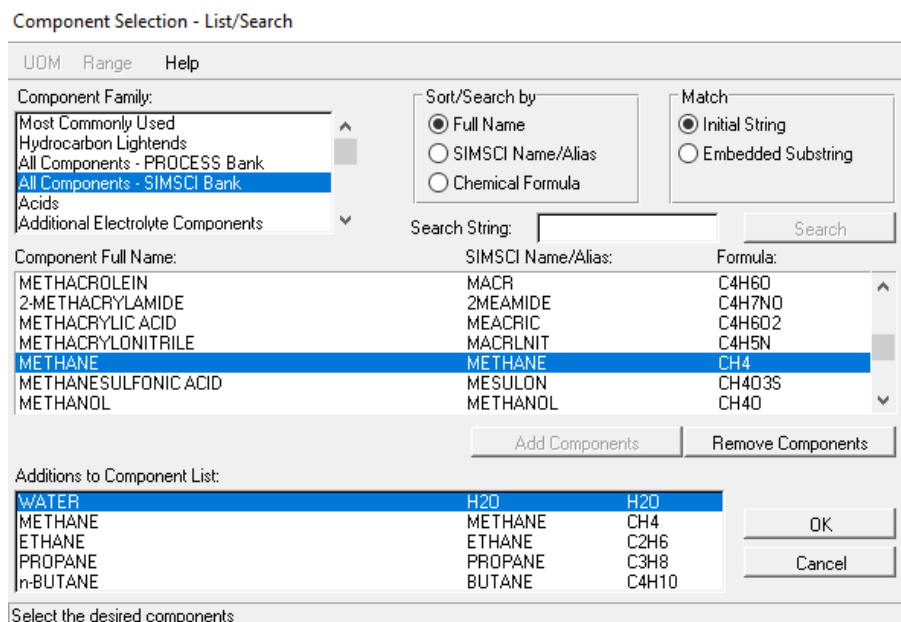 Component Selection - List/Search
UOM Range Help
Component Family:
Most Commonly Used
Hydrocarbon Lightends
All Components - PROCESS Bank
All Components - SIMSCI Bank
Acids
Additional Electrolyte Components
Sort/Search by
Full Name
SIMSCI Name/Alias
Chemical Formula
Match
Initial String
Embedded Substring
Search String: Search
Component Full Name: SIMSCI Name/Alias: Formula:
METHACROLEIN MACR C4H6O
2-METHACRYLAMIDE 2MEAMIDE C4H7NO
METHACRYLIC ACID MEACRIC C4H6O2
METHACRYLONITRILE MACRLNIT C4H5N
METHANE METHANE CH4
METHANESULFONIC ACID MESULON CH4O3S
METHANOL METHANOL CH4O
Add Components Remove Components
Additions to Component List:
WATER H2O H2O
METHANE METHANE CH4
ETHANE ETHANE C2H6
PROPANE PROPANE C3H8
n-BUTANE BUTANE C4H10
OK
Cancel
Select the desired components